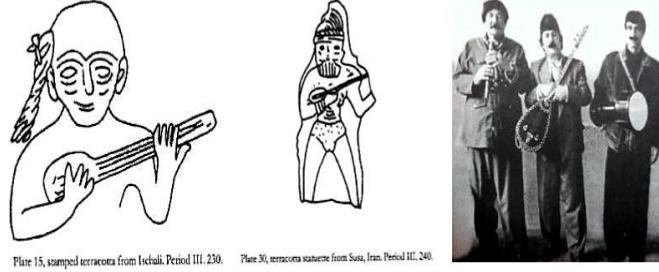 Plate 15, stamped terracotta from Ischali. Period III. 230.
Plate 30, terracotta statuette from Susa, Iran. Period III. 240.